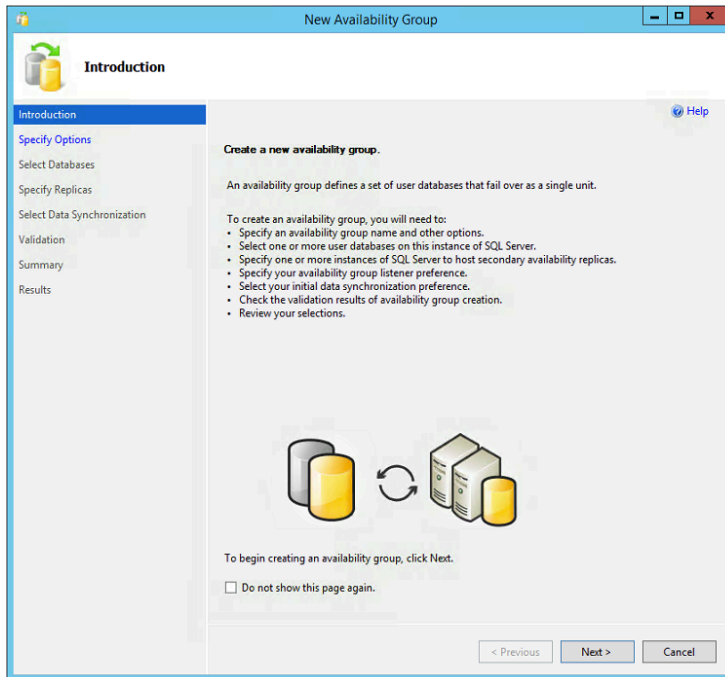 New Availability Group
Introduction
Introduction
Specify Options
Select Databases
Specify Replicas
Select Data Synchronization
Validation
Summary
Results
Help
Create a new availability group.
An availability group defines a set of user databases that fail over as a single unit.
To create an availability group, you will need to:
• Specify an availability group name and other options.
• Select one or more user databases on this instance of SQL Server.
• Specify one or more instances of SQL Server to host secondary availability replicas.
• Specify your availability group listener preference.
• Select your initial data synchronization preference.
• Check the validation results of availability group creation.
• Review your selections.
To begin creating an availability group, click Next.
Do not show this page again.
< Previous
Next >
Cancel